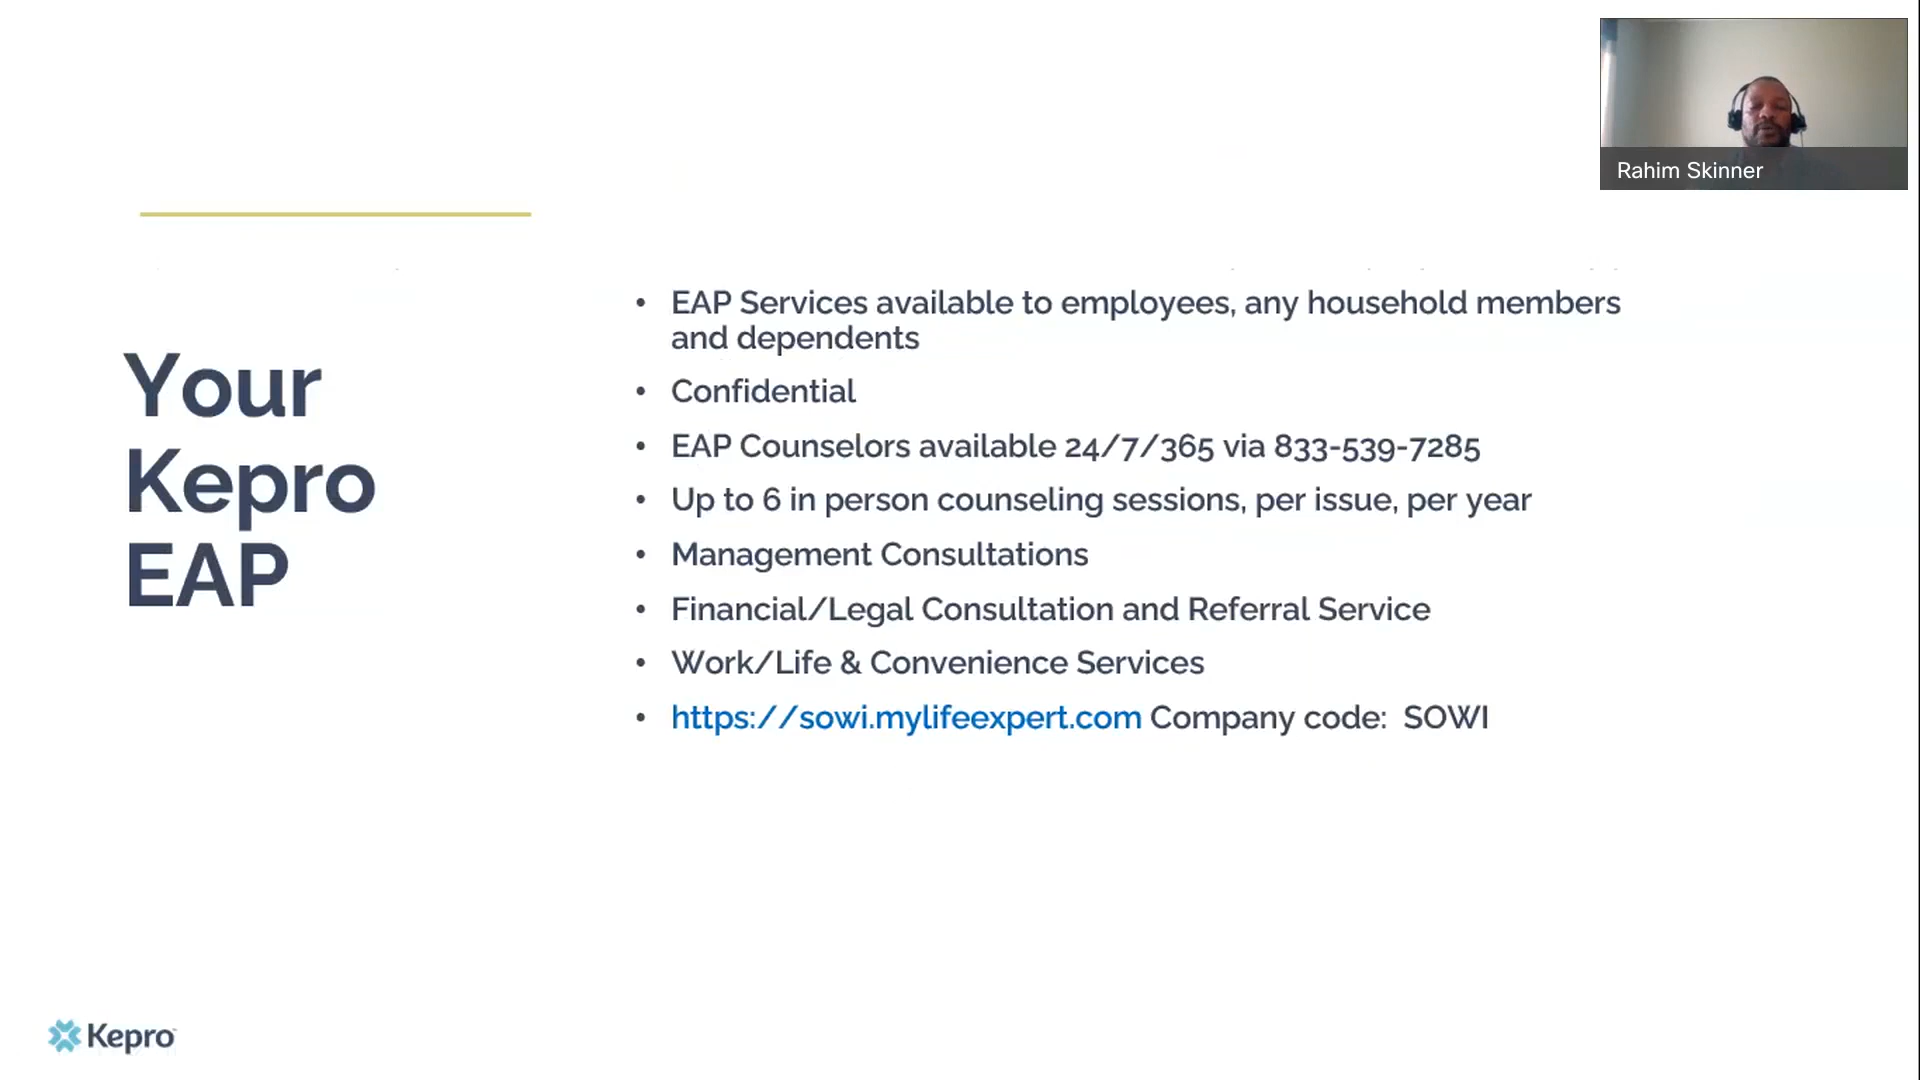 Rahim Skinner
Your
Kepro
EAP
• EAP Services available to employees, any household members
and dependents
• Confidential
• EAP Counselors available 24/7/365 via 833-539-7285
• Up to 6 in person counseling sessions, per issue, per year
• Management Consultations
• Financial/Legal Consultation and Referral Service
• Work/Life & Convenience Services
• https://sowi.mylifeexpert.com Company code:  SOWI
Kepro